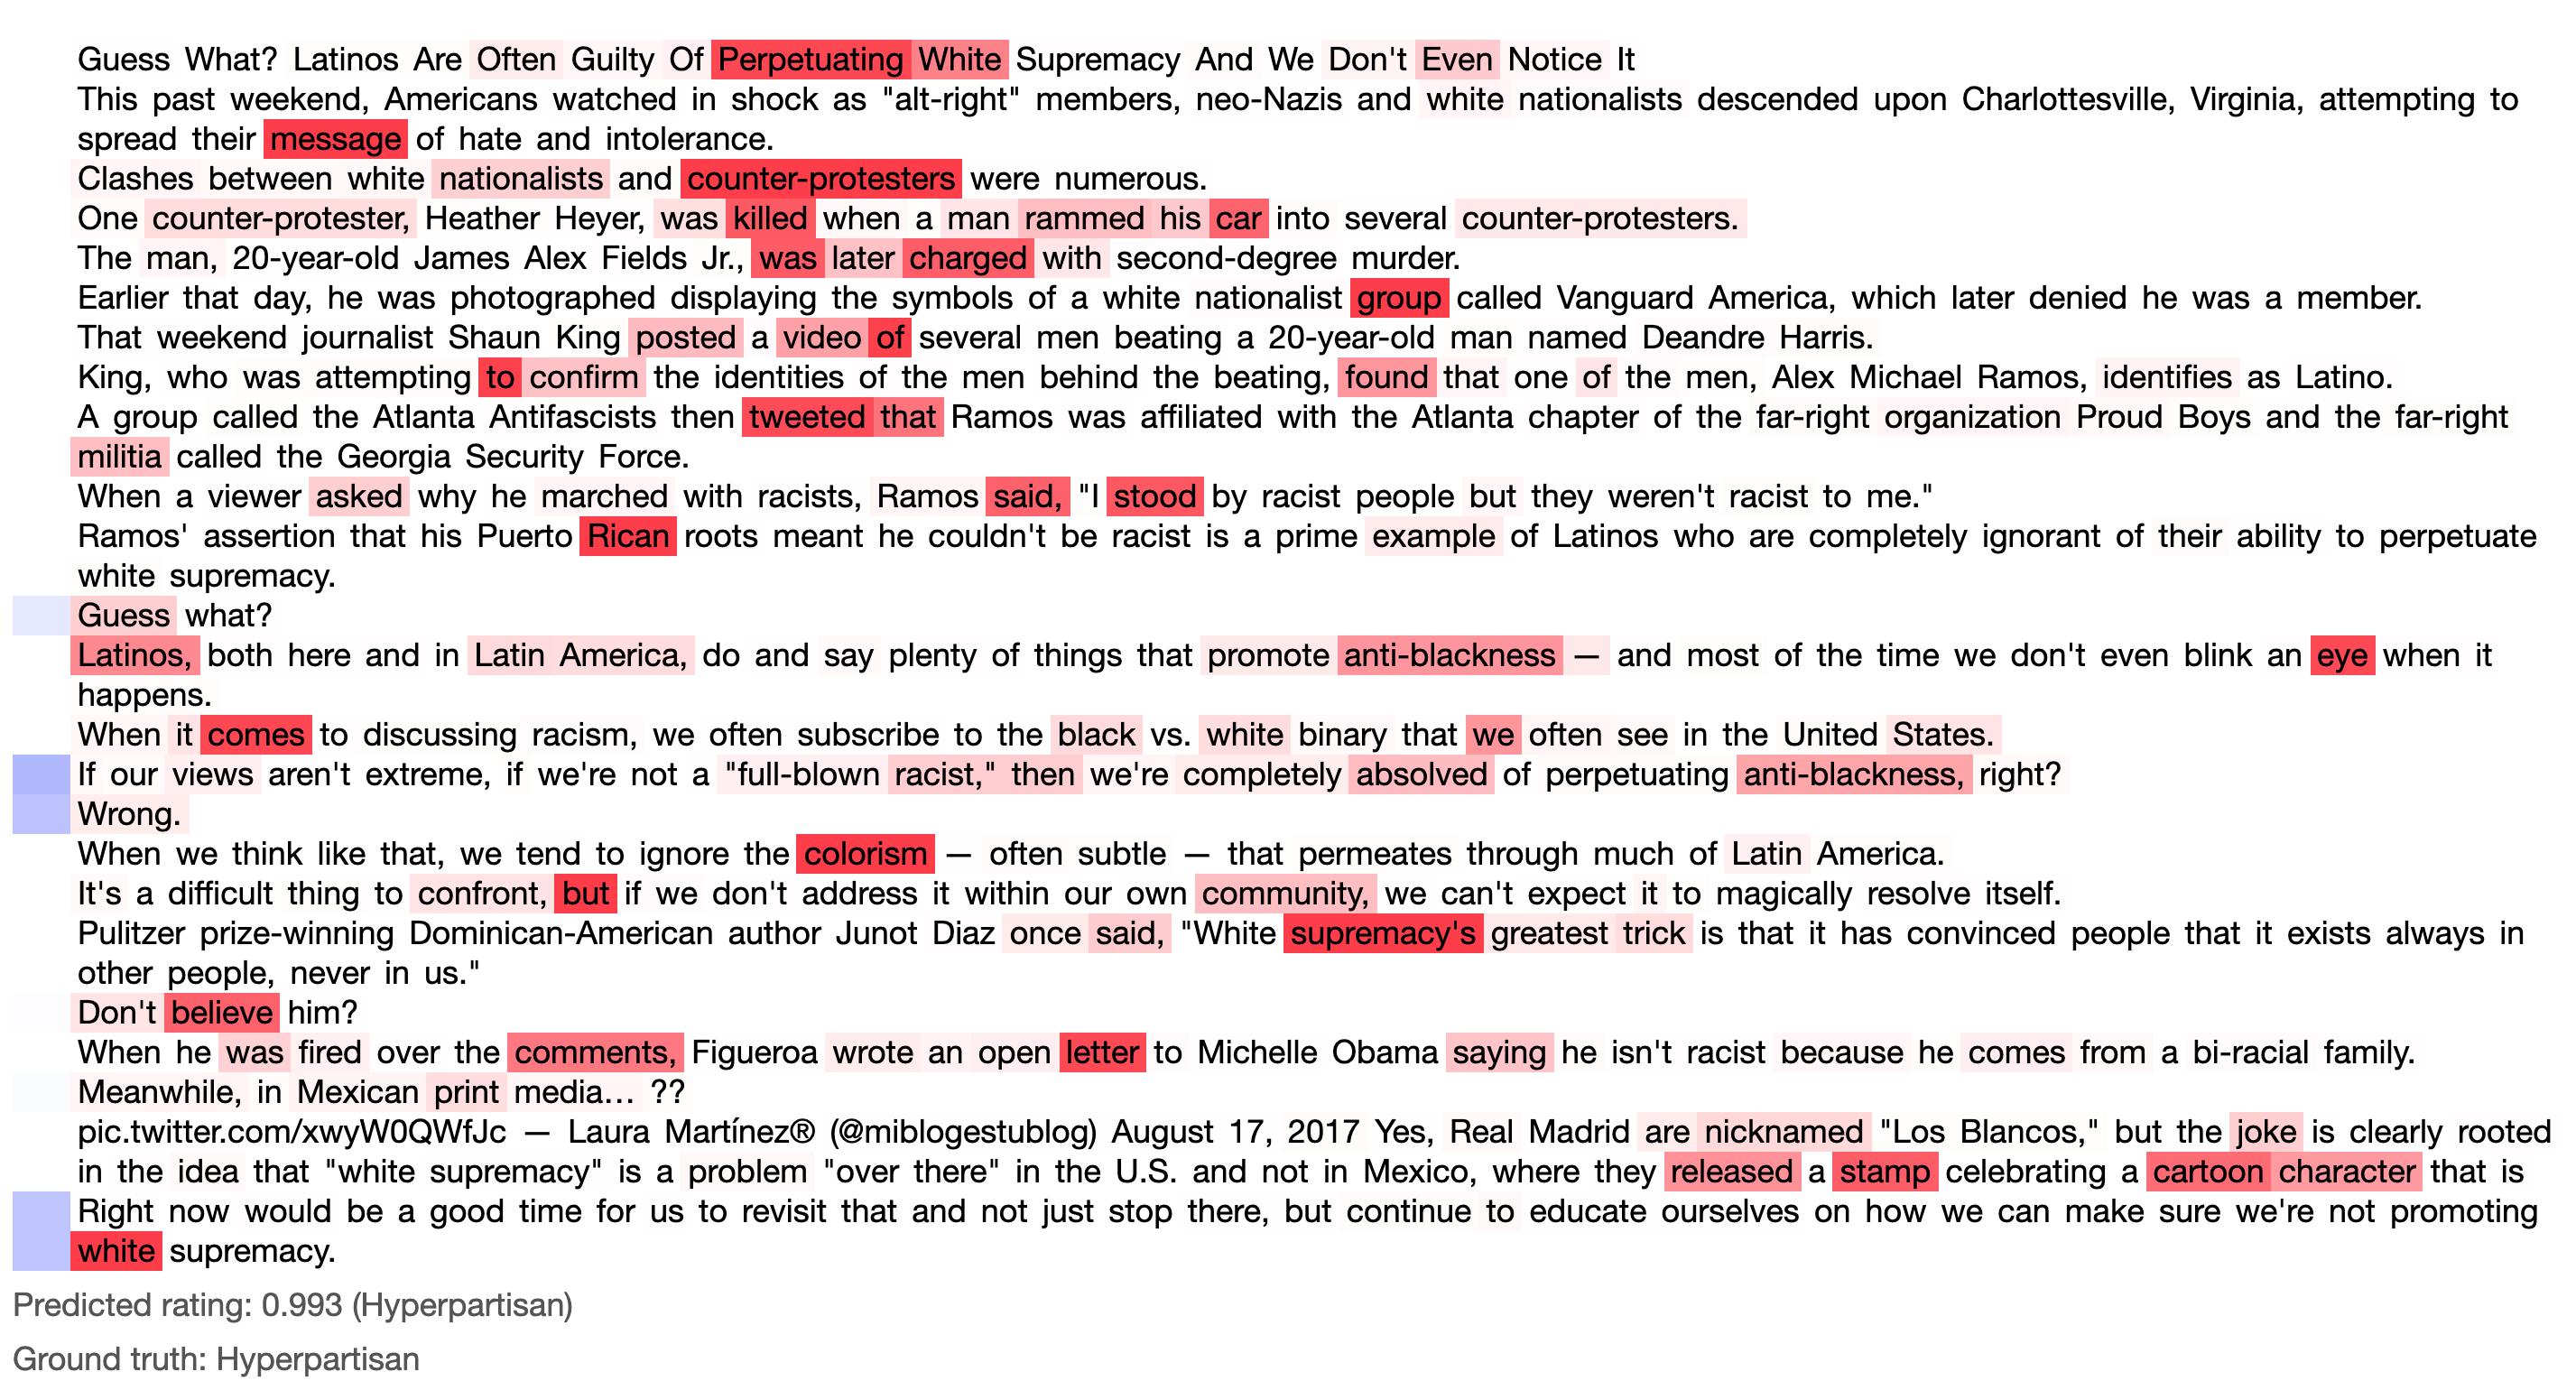 Guess What? Latinos Are Often Guilty Of Perpetuating White Supremacy And We Don't Even Notice It
This past weekend, Americans watched in shock as "alt-right" members, neo-Nazis and white nationalists descended upon Charlottesville, Virginia, attempting to
spread their message of hate and intolerance.
Clashes between white nationalists and counter-protesters were numerous.
One counter-protester, Heather Heyer, was killed when a man rammed his car into several counter-protesters.
The man, 20-year-old James Alex Fields Jr., was later charged with second-degree murder.
Earlier that day, he was photographed displaying the symbols of a white nationalist group called Vanguard America, which later denied he was a member.
That weekend journalist Shaun King posted a video of several men beating a 20-year-old man named Deandre Harris.
King, who was attempting to confirm the identities of the men behind the beating, found that one of the men, Alex Michael Ramos, identifies as Latino.
A group called the Atlanta Antifascists then tweeted that Ramos was affiliated with the Atlanta chapter of the far-right organization Proud Boys and the far-right
militia called the Georgia Security Force.
When a viewer asked why he marched with racists, Ramos said, "I stood by racist people but they weren't racist to me."
Ramos' assertion that his Puerto Rican roots meant he couldn't be racist is a prime example of Latinos who are completely ignorant of their ability to perpetuate
white supremacy.
Guess what?
Latinos, both here and in Latin America, do and say plenty of things that promote anti-blackness — and most of the time we don't even blink an eye when it
happens.
When it comes to discussing racism, we often subscribe to the black vs. white binary that we often see in the United States.
If our views aren't extreme, if we're not a "full-blown racist," then we're completely absolved of perpetuating anti-blackness, right?
Wrong.
When we think like that, we tend to ignore the colorism — often subtle — that permeates through much of Latin America.
It's a difficult thing to confront, but if we don't address it within our own community, we can't expect it to magically resolve itself.
Pulitzer prize-winning Dominican-American author Junot Diaz once said, "White supremacy's greatest trick is that it has convinced people that it exists always in
other people, never in us."
Don't believe him?
When he was fired over the comments, Figueroa wrote an open letter to Michelle Obama saying he isn't racist because he comes from a bi-racial family.
Meanwhile, in Mexican print media… ??
pic.twitter.com/xwyW0QWfJc — Laura Martínez® (@miblogestublog) August 17, 2017 Yes, Real Madrid are nicknamed "Los Blancos," but the joke is clearly rooted
in the idea that "white supremacy" is a problem "over there" in the U.S. and not in Mexico, where they released a stamp celebrating a cartoon character that is
Right now would be a good time for us to revisit that and not just stop there, but continue to educate ourselves on how we can make sure we're not promoting
white supremacy.
Predicted rating: 0.993 (Hyperpartisan)
Ground truth: Hyperpartisan